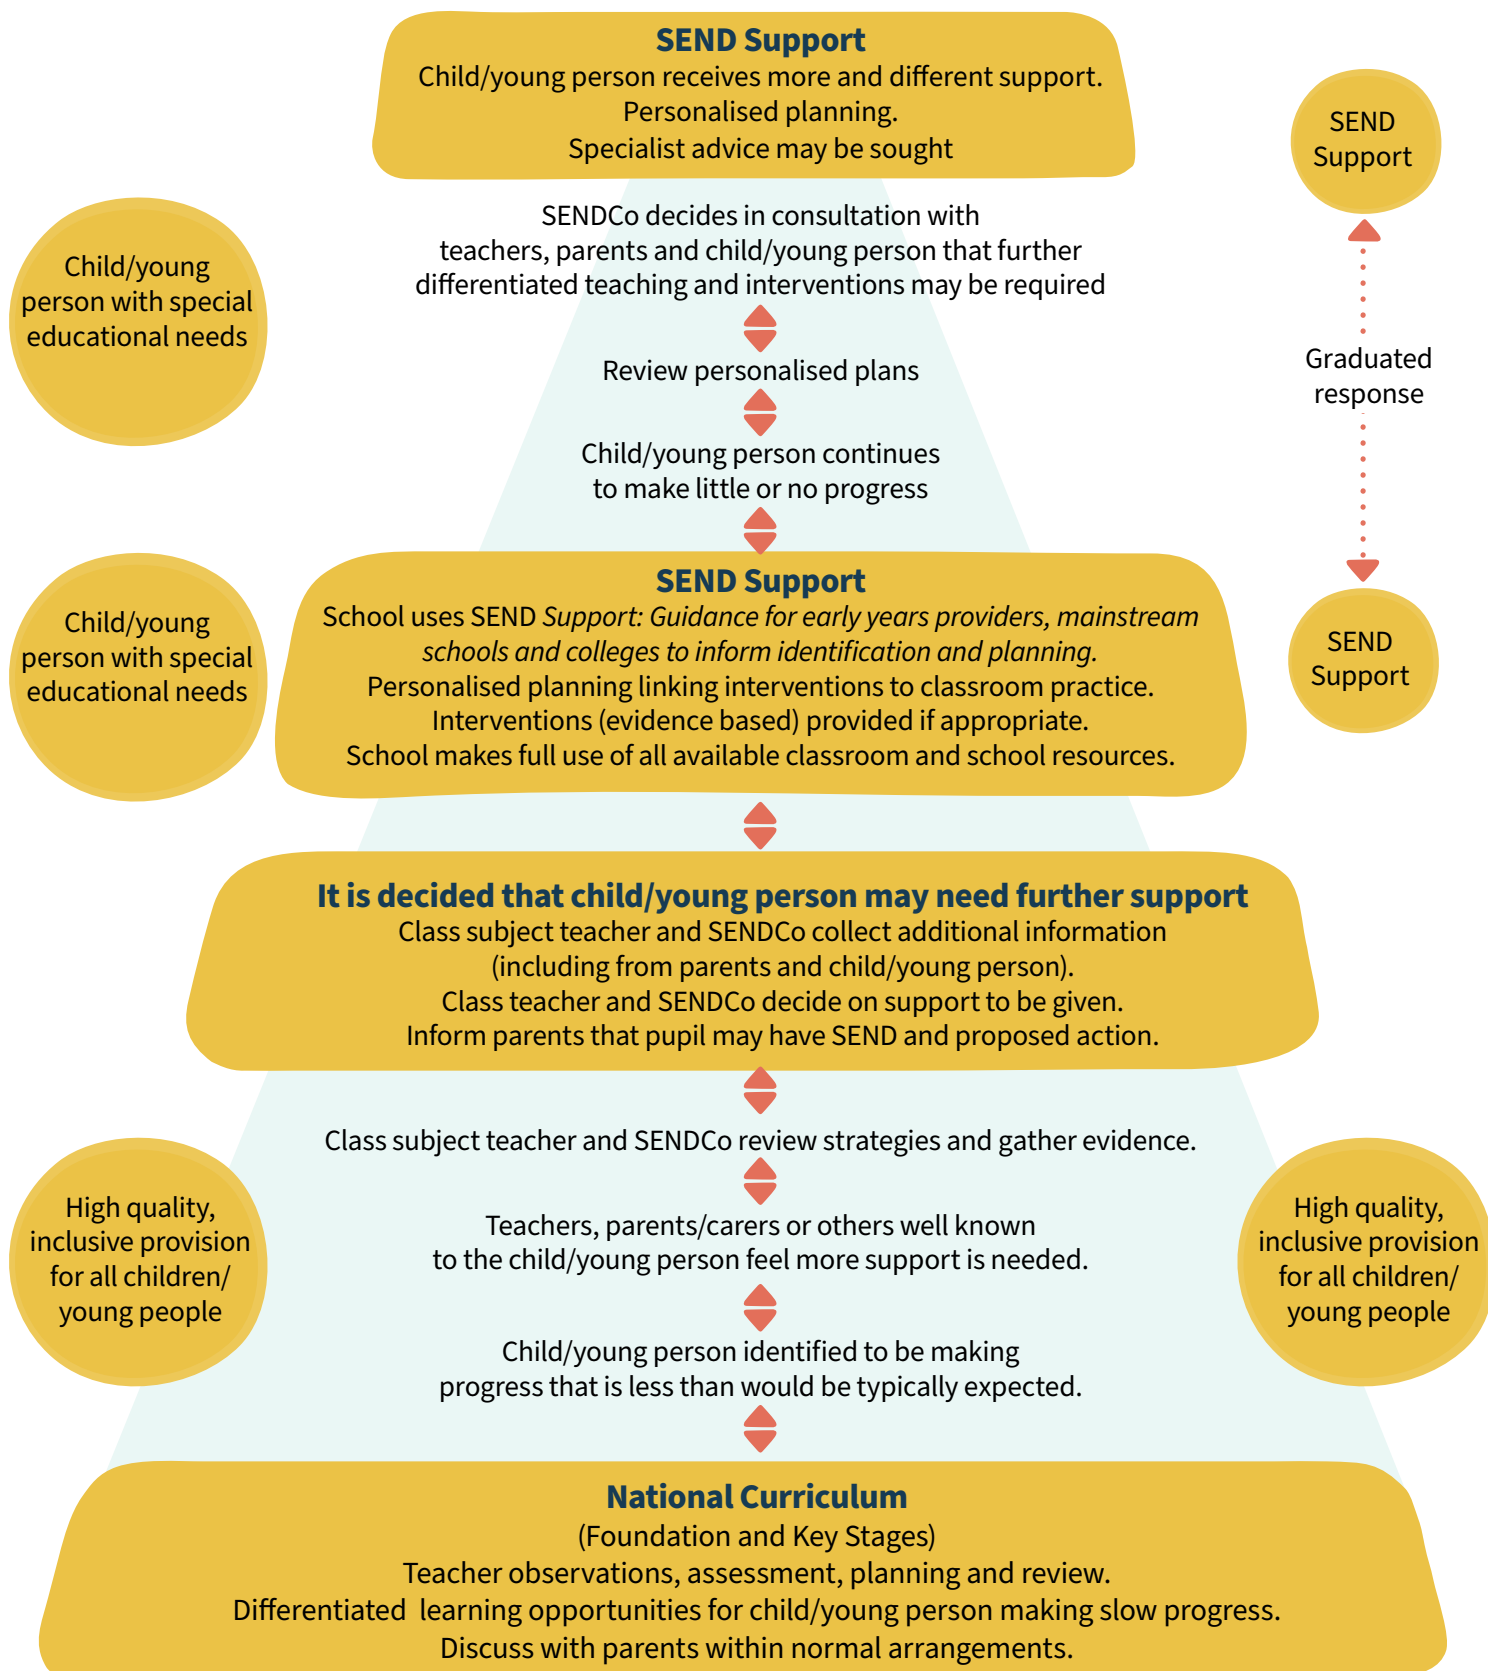 SEND Support
Child/young person receives more and different support.
Personalised planning.
Specialist advice may be sought
SEND
Support
SENDCo decides in consultation with
teachers, parents and child/young person that further
differentiated teaching and interventions may be required
Child/young
person with special
educational needs
Review personalised plans
Graduated
response
Child/young person continues
to make little or no progress
SEND Support
School uses SEND Support: Guidance for early years providers, mainstream
schools and colleges to inform identification and planning.
Personalised planning linking interventions to classroom practice.
Interventions (evidence based) provided if appropriate.
School makes full use of all available classroom and school resources.
Child/young
person with special
educational needs
SEND
Support
It is decided that child/young person may need further support
Class subject teacher and SENDCo collect additional information
(including from parents and child/young person).
Class teacher and SENDCo decide on support to be given.
Inform parents that pupil may have SEND and proposed action.
Class subject teacher and SENDCo review strategies and gather evidence.
High quality,
inclusive provision
for all children/
young people
Teachers, parents/carers or others well known
to the child/young person feel more support is needed.
High quality,
inclusive provision
for all children/
young people
Child/young person identified to be making
progress that is less than would be typically expected.
National Curriculum
(Foundation and Key Stages)
Teacher observations, assessment, planning and review.
Differentiated  learning opportunities for child/young person making slow progress.
Discuss with parents within normal arrangements.